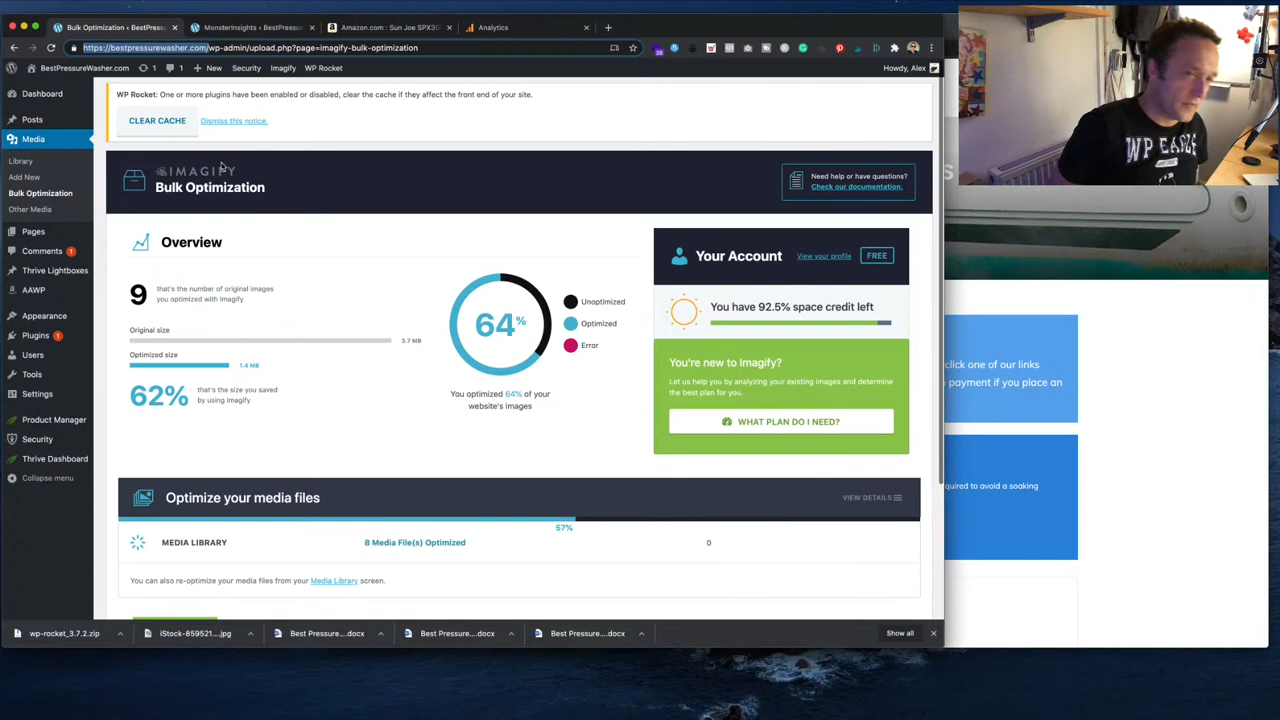 Bulk Optimization ‹ BestPress
MonsterInsights ‹ BestPressur
Amazon.com : Sun Joe SPX30
Analytics
https://bestpressurewasher.com/wp-admin/upload.php?page=imagify-bulk-optimization
BestPressureWasher.com
1
1
New
Security
Imagify
WP Rocket
Howdy, Alex
Dashboard
Posts
Media
Library
Add New
Bulk Optimization
Other Media
Pages
Comments 1
Thrive Lightboxes
AAWP
Appearance
Plugins 1
Users
Tools
Settings
Product Manager
Security
Thrive Dashboard
Collapse menu
WP Rocket: One or more plugins have been enabled or disabled, clear the cache if they affect the front end of your site.
CLEAR CACHE
Dismiss this notice.
IMAGIFY
Bulk Optimization
Need help or have questions?
Check our documentation.
Overview
9
that's the number of original images
you optimized with Imagify
Original size
3.7 MB
Optimized size
1.4 MB
62%
that's the size you saved
by using Imagify
64%
Unoptimized
Optimized
Error
You optimized 64% of your
website's images
Your Account
View your profile
FREE
You have 92.5% space credit left
You're new to Imagify?
Let us help you by analyzing your existing images and determine
the best plan for you.
WHAT PLAN DO I NEED?
Optimize your media files
VIEW DETAILS
57%
MEDIA LIBRARY
8 Media File(s) Optimized
0
You can also re-optimize your media files from your Media Library screen.
wp-rocket_3.7.2.zip
iStock-859521....jpg
Best Pressure....docx
Best Pressure....docx
Best Pressure....docx
Show all
WP EAGLE
click one of our links
payment if you place an
quired to avoid a soaking